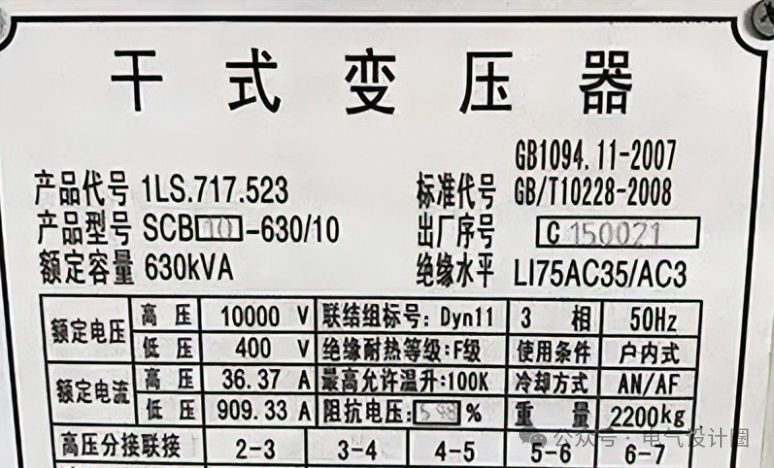 干式变压器
GB1094.11-2007
产品代号 1LS.717.523 标准代号 GB/T10228-2008
产品型号 SCB10-630/10 出厂序号 C150021
额定容量 630kVA 绝缘水平 LI75AC35/AC3
额定电压 高压 10000 V 联结组标号:Dyn11 3 相 50Hz
低压 400 V 绝缘耐热等级:F级 使用条件 户内式
额定电流 高压 36.37 A 最高允许温升:100K 冷却方式 AN/AF
低压 909.33 A 阻抗电压:5.98 % 重量 2200kg
高压分接联接 2-3 3-4 4-5 5-6 6-7
公众号·电气设计圈